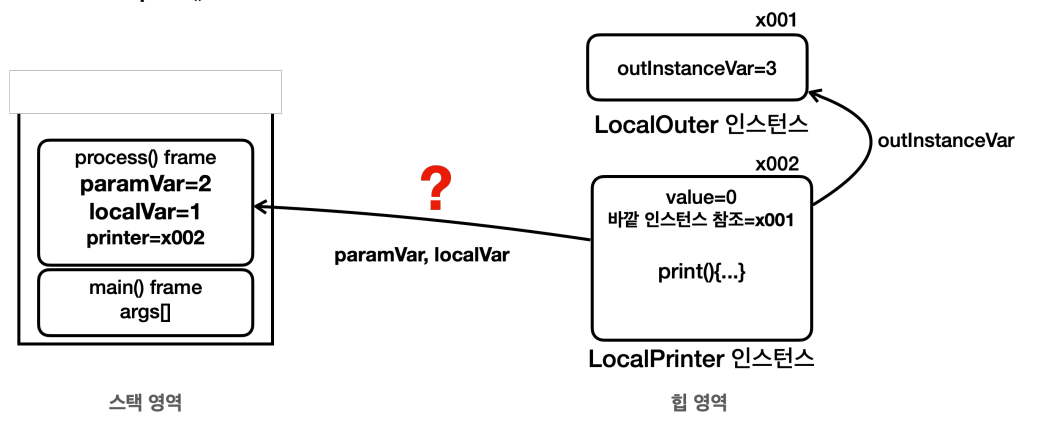 process() frame
paramVar=2
localVar=1
printer=x002
main() frame
args[]
스택 영역
?
paramVar, localVar
x001
outInstanceVar=3
LocalOuter 인스턴스
outInstanceVar
x002
value=0
바깥 인스턴스 참조=x001
print(){...}
LocalPrinter 인스턴스
힙 영역